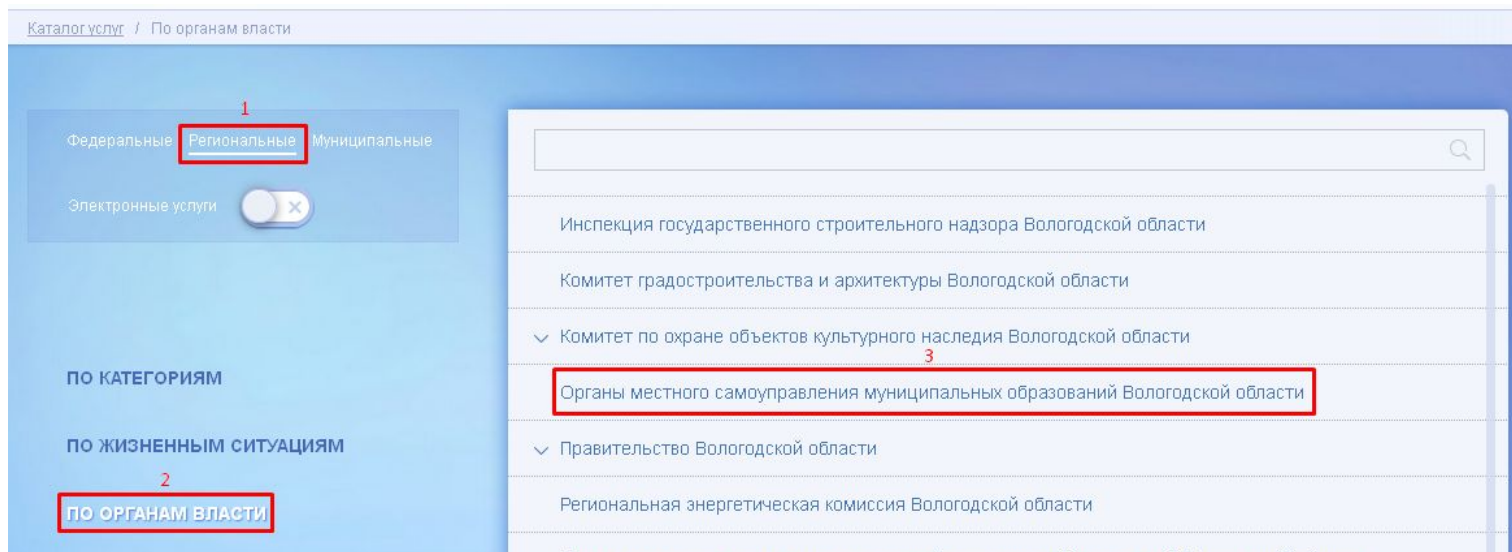 Каталог услуг / По органам власти
1
Федеральные Региональные Муниципальные
Электронные услуги
ПО КАТЕГОРИЯМ
ПО ЖИЗНЕННЫМ СИТУАЦИЯМ
2
ПО ОРГАНАМ ВЛАСТИ
Инспекция государственного строительного надзора Вологодской области
Комитет градостроительства и архитектуры Вологодской области
Комитет по охране объектов культурного наследия Вологодской области
3
Органы местного самоуправления муниципальных образований Вологодской области
Правительство Вологодской области
Региональная энергетическая комиссия Вологодской области